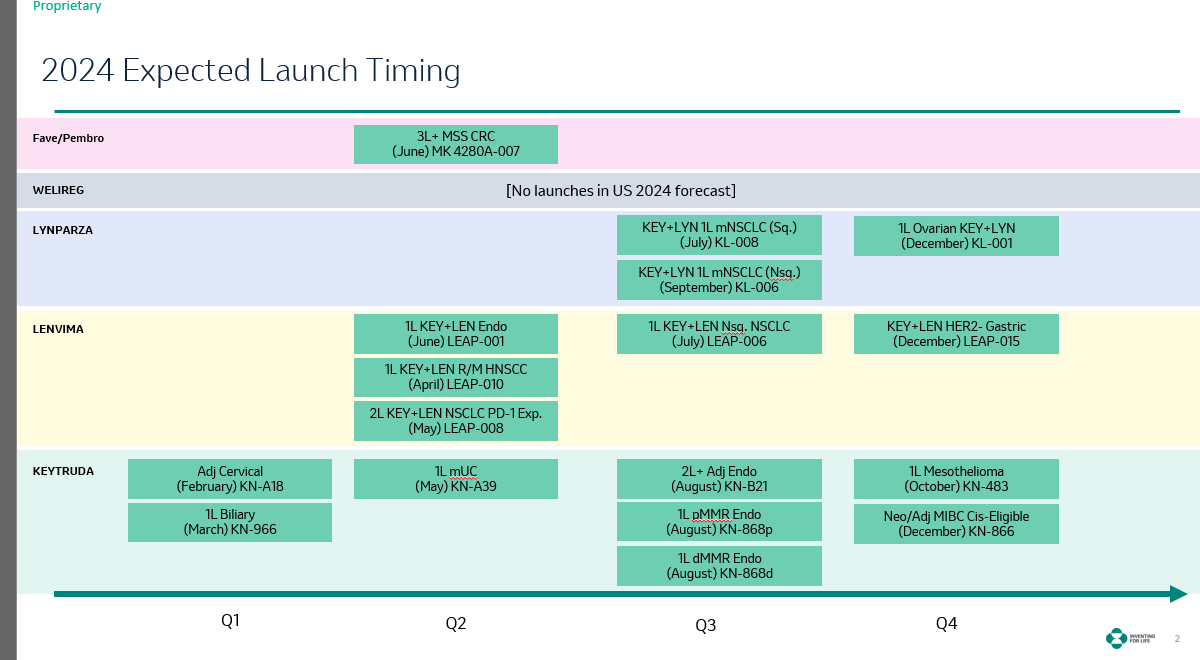 Proprietary
2024 Expected Launch Timing
Fave/Pembro
3L+ MSS CRC
(June) MK 4280A-007
WELIREG
[No launches in US 2024 forecast]
LYNPARZA
KEY+LYN 1L mNSCLC (Sq.)
(July) KL-008
KEY+LYN 1L mNSCLC (Nsq.)
(September) KL-006
1L Ovarian KEY+LYN
(December) KL-001
LENVIMA
1L KEY+LEN Endo
(June) LEAP-001
1L KEY+LEN R/M HNSCC
(April) LEAP-010
2L KEY+LEN NSCLC PD-1 Exp.
(May) LEAP-008
1L KEY+LEN Nsq. NSCLC
(July) LEAP-006
KEY+LEN HER2- Gastric
(December) LEAP-015
KEYTRUDA
Adj Cervical
(February) KN-A18
1L Biliary
(March) KN-966
1L mUC
(May) KN-A39
2L+ Adj Endo
(August) KN-B21
1L pMMR Endo
(August) KN-868p
1L dMMR Endo
(August) KN-868d
1L Mesothelioma
(October) KN-483
Neo/Adj MIBC Cis-Eligible
(December) KN-866
Q1
Q2
Q3
Q4
INVENTING
FOR LIFE
2